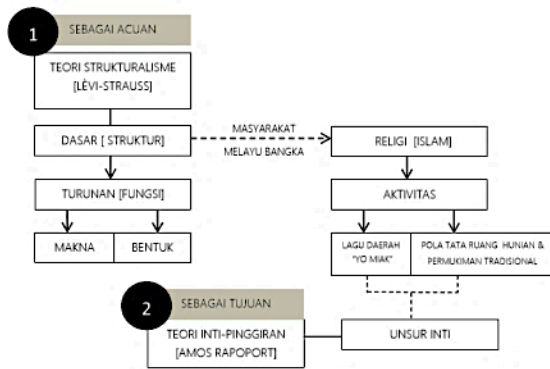 1
SEBAGAI ACUAN
TEORI STRUKTURALISME
[LÈVI-STRAUSS]
DASAR [ STRUKTUR]
MASYARAKAT
MELAYU BANGKA
RELIGI [ISLAM]
TURUNAN [FUNGSI]
AKTIVITAS
MAKNA
BENTUK
LAGU DAERAH
"YO MIAK"
POLA TATA RUANG HUNIAN &
PERMUKIMAN TRADISIONAL
2
SEBAGAI TUJUAN
TEORI INTI-PINGGIRAN
[AMOS RAPOPORT]
UNSUR INTI